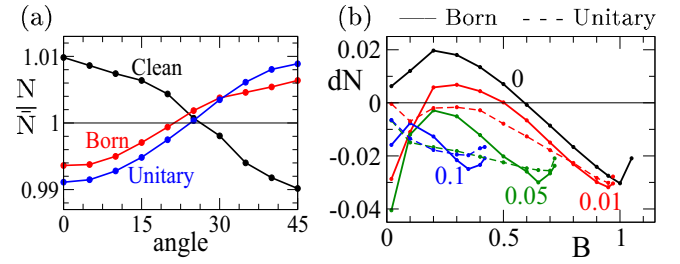 (a)
1.01
1
0.99
N
N̄
Clean
Born
Unitary
0
15
30
45
angle
(b)
Born
Unitary
0.02
dN
0
-0.02
-0.04
0
0.1
0.05
0.01
0
0.5
1
B